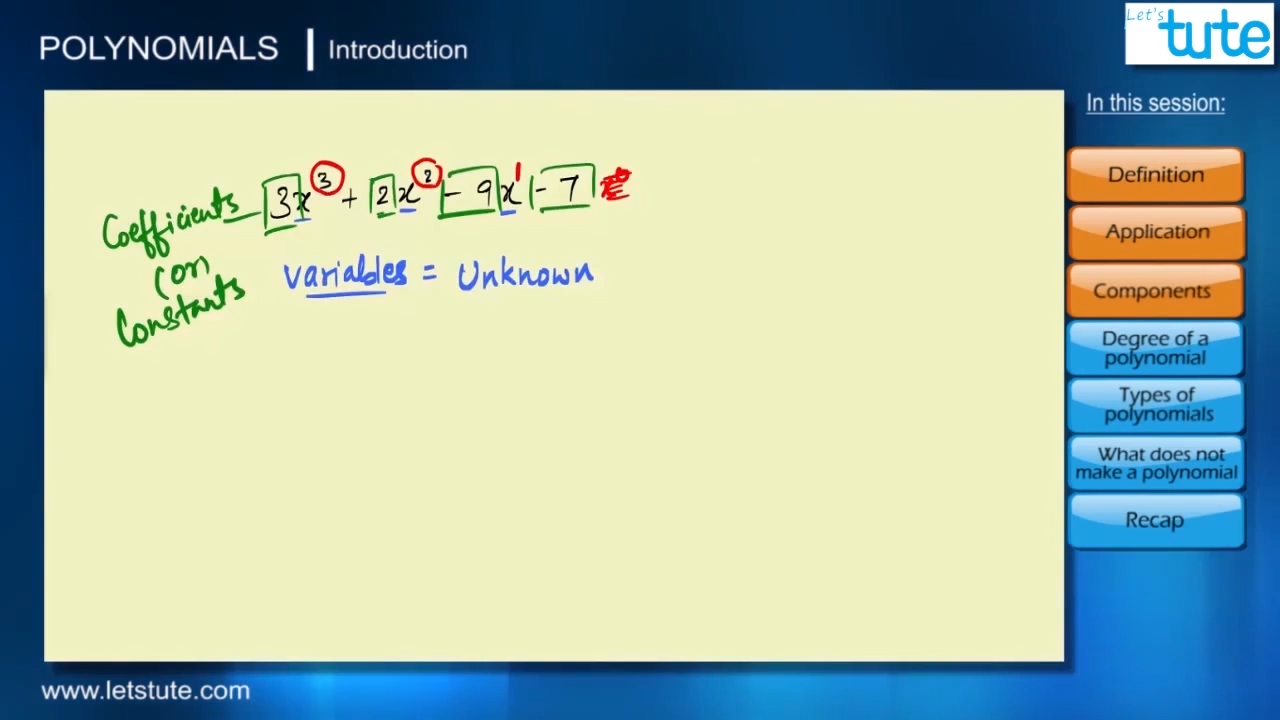 POLYNOMIALS | Introduction
Let's
tute
In this session:
Definition
Application
Components
Degree of a
polynomial
Types of
polynomials
What does not
make a polynomial
Recap
3x³ + 2x² - 9x¹ - 7
Coefficients
(or)
Constants
variables = Unknown
www.letstute.com